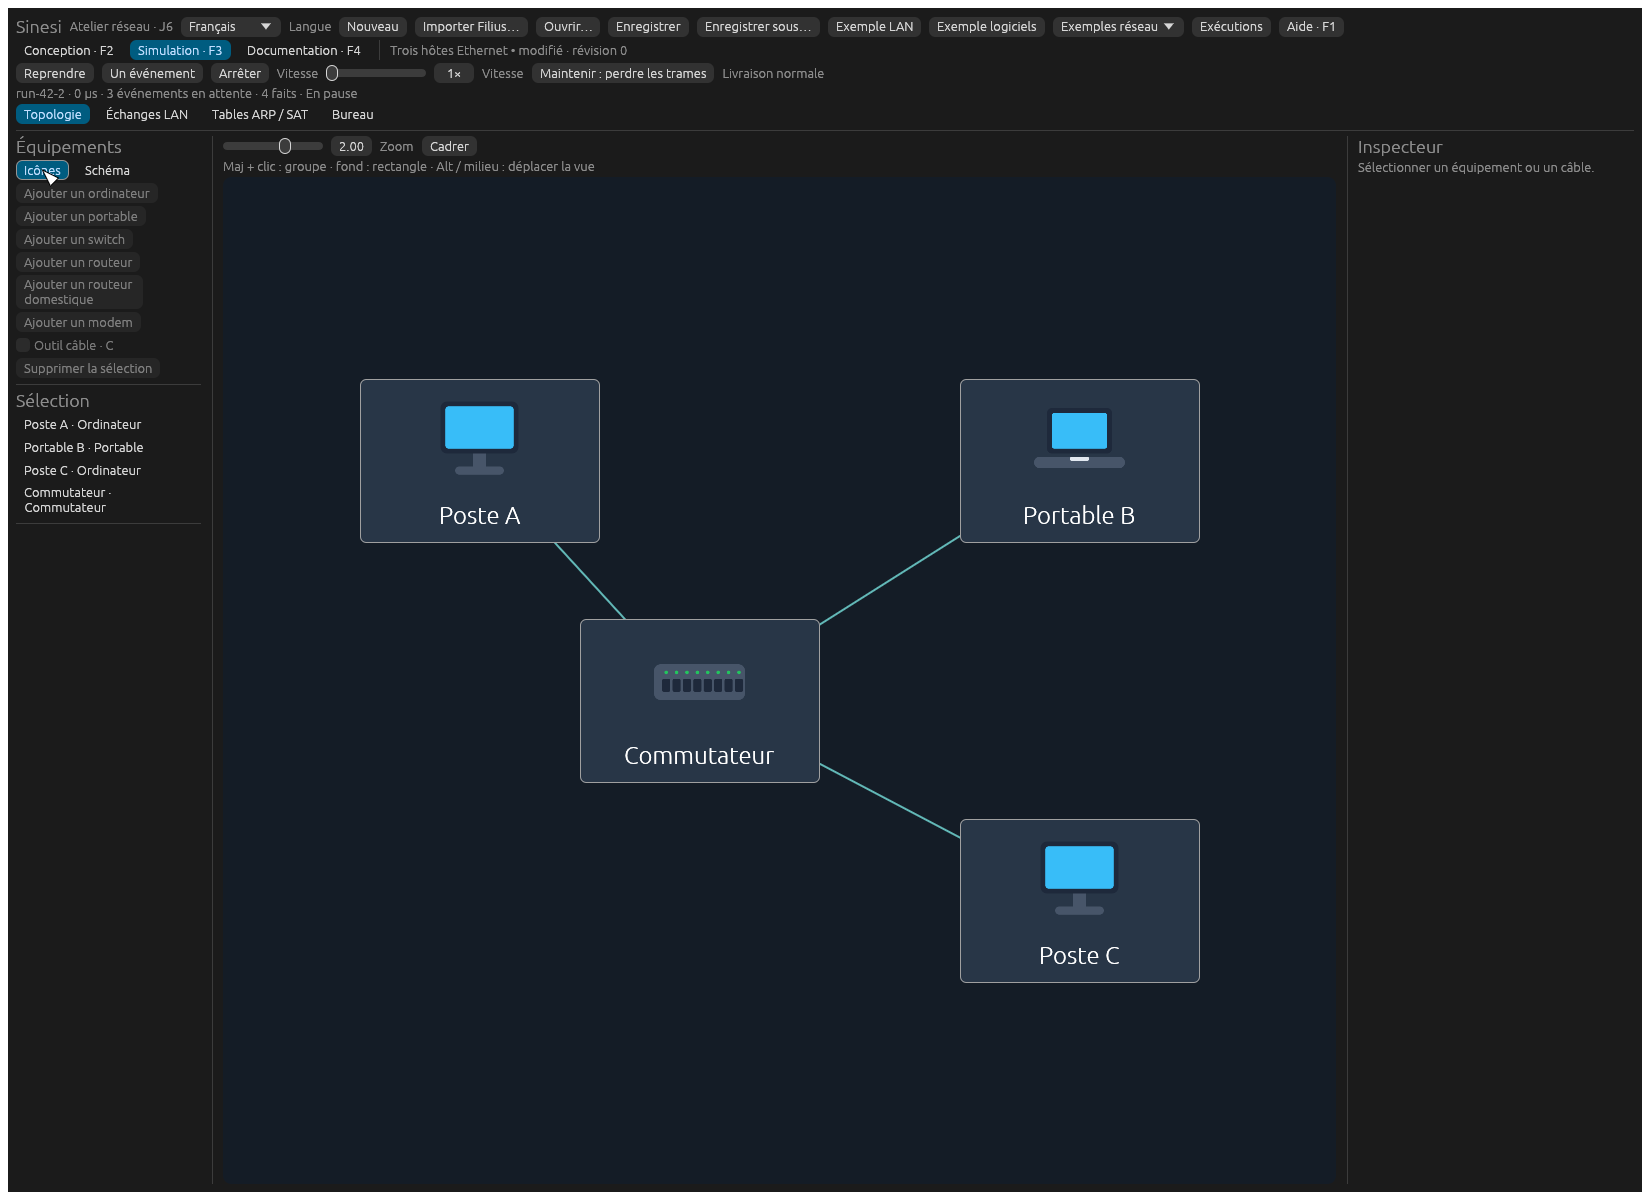 Sinesi Atelier réseau · J6 Français Langue Nouveau Importer Filius… Ouvrir… Enregistrer Enregistrer sous… Exemple LAN Exemple logiciels Exemples réseau Exécutions Aide · F1
Conception · F2 Simulation · F3 Documentation · F4 Trois hôtes Ethernet • modifié · révision 0
Reprendre Un événement Arrêter Vitesse 1× Vitesse Maintenir : perdre les trames Livraison normale
run-42-2 · 0 µs · 3 événements en attente · 4 faits · En pause
Topologie Échanges LAN Tables ARP / SAT Bureau
Équipements
Icônes Schéma
Ajouter un ordinateur
Ajouter un portable
Ajouter un switch
Ajouter un routeur
Ajouter un routeur
domestique
Ajouter un modem
Outil câble · C
Supprimer la sélection
Sélection
Poste A · Ordinateur
Portable B · Portable
Poste C · Ordinateur
Commutateur ·
Commutateur
2.00 Zoom Cadrer
Maj + clic : groupe · fond : rectangle · Alt / milieu : déplacer la vue
Poste A
Portable B
Commutateur
Poste C
Inspecteur
Sélectionner un équipement ou un câble.